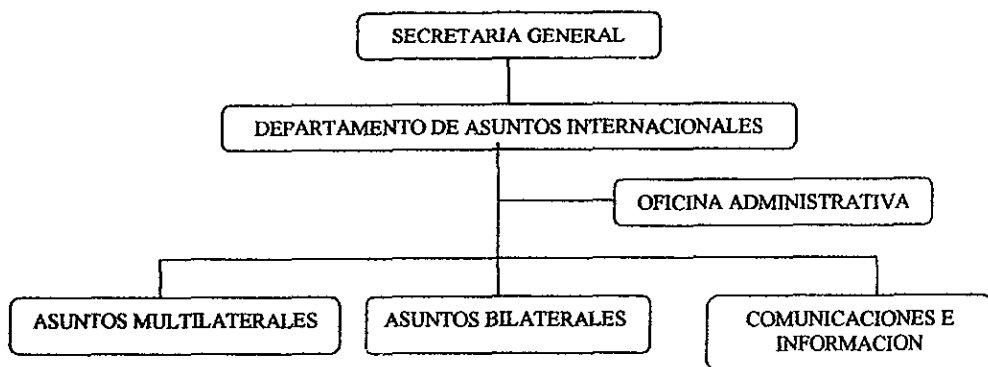 SECRETARIA GENERAL
DEPARTAMENTO DE ASUNTOS INTERNACIONALES
OFICINA ADMINISTRATIVA
ASUNTOS MULTILATERALES
ASUNTOS BILATERALES
COMUNICACIONES E
INFORMACION